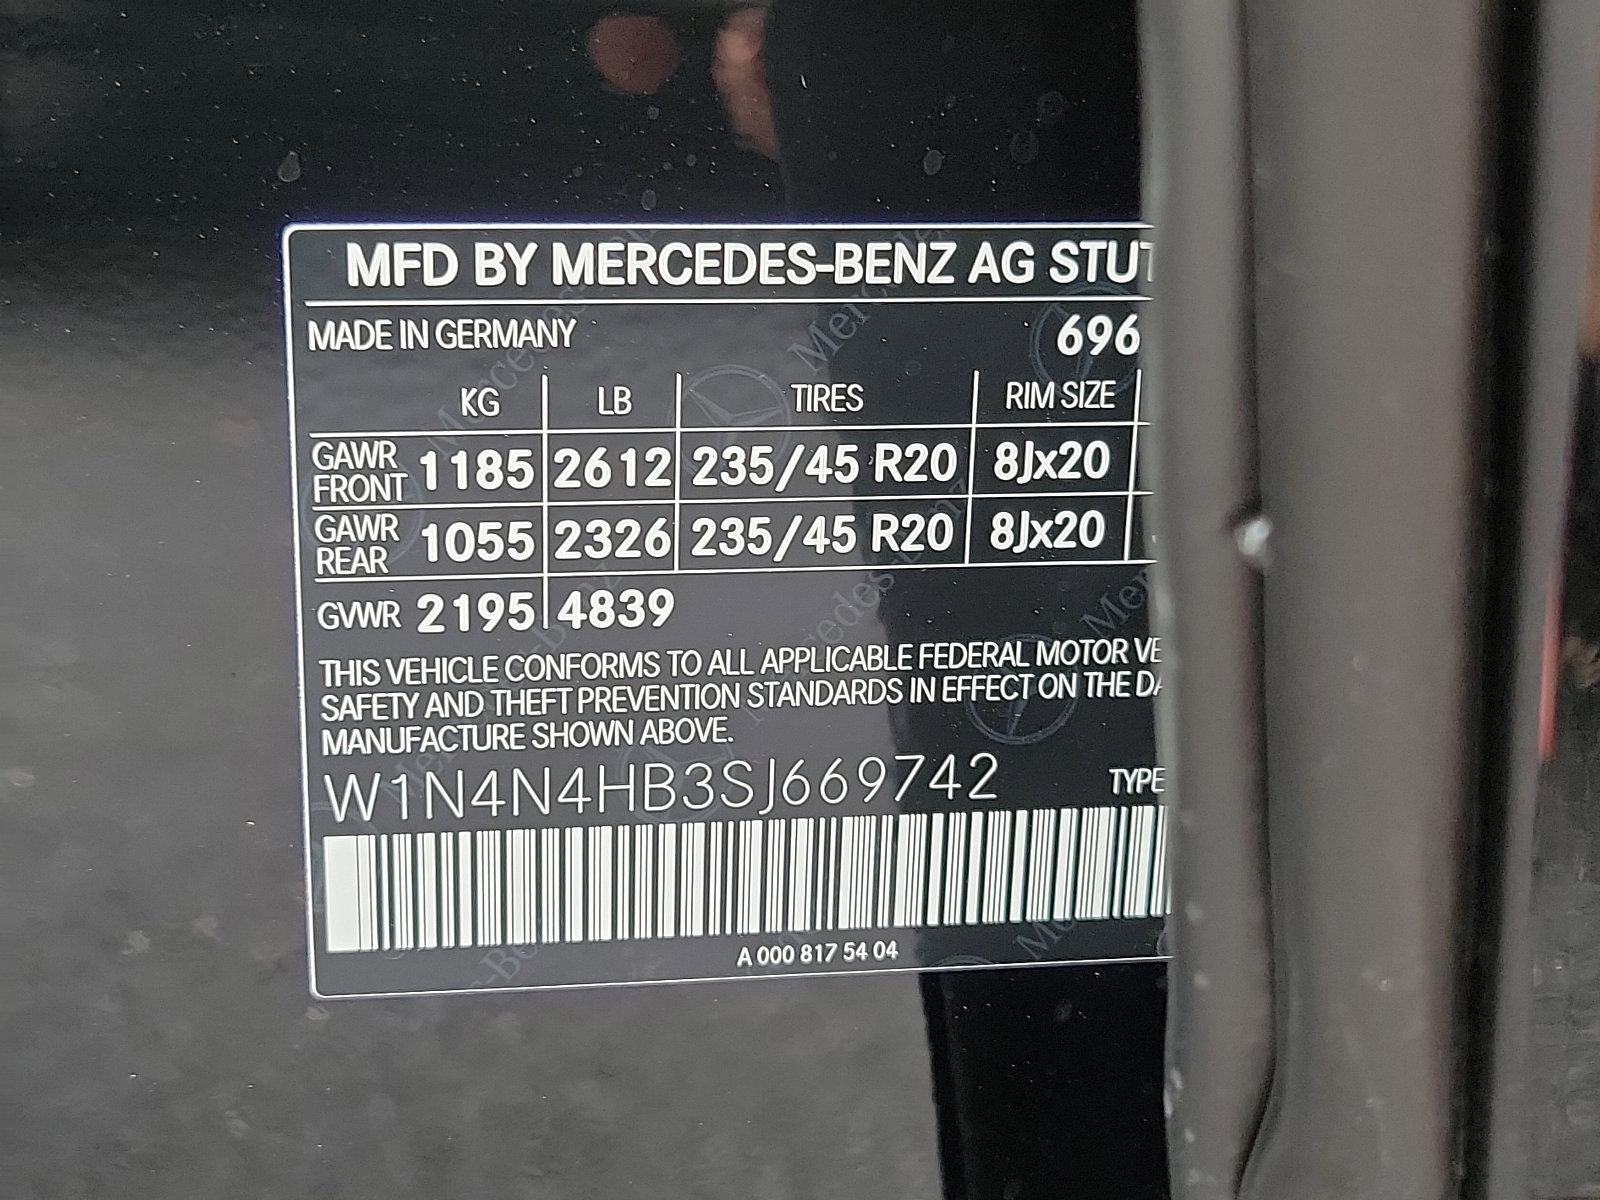 MFD BY MERCEDES-BENZ AG STUT
MADE IN GERMANY 696
KG LB TIRES RIM SIZE
GAWR FRONT 1185 2612 235/45 R20 8Jx20
GAWR REAR 1055 2326 235/45 R20 8Jx20
GVWR 2195 4839
THIS VEHICLE CONFORMS TO ALL APPLICABLE FEDERAL MOTOR VE
SAFETY AND THEFT PREVENTION STANDARDS IN EFFECT ON THE DA
MANUFACTURE SHOWN ABOVE.
W1N4N4HB3SJ669742 TYPE
A 000 817 54 04